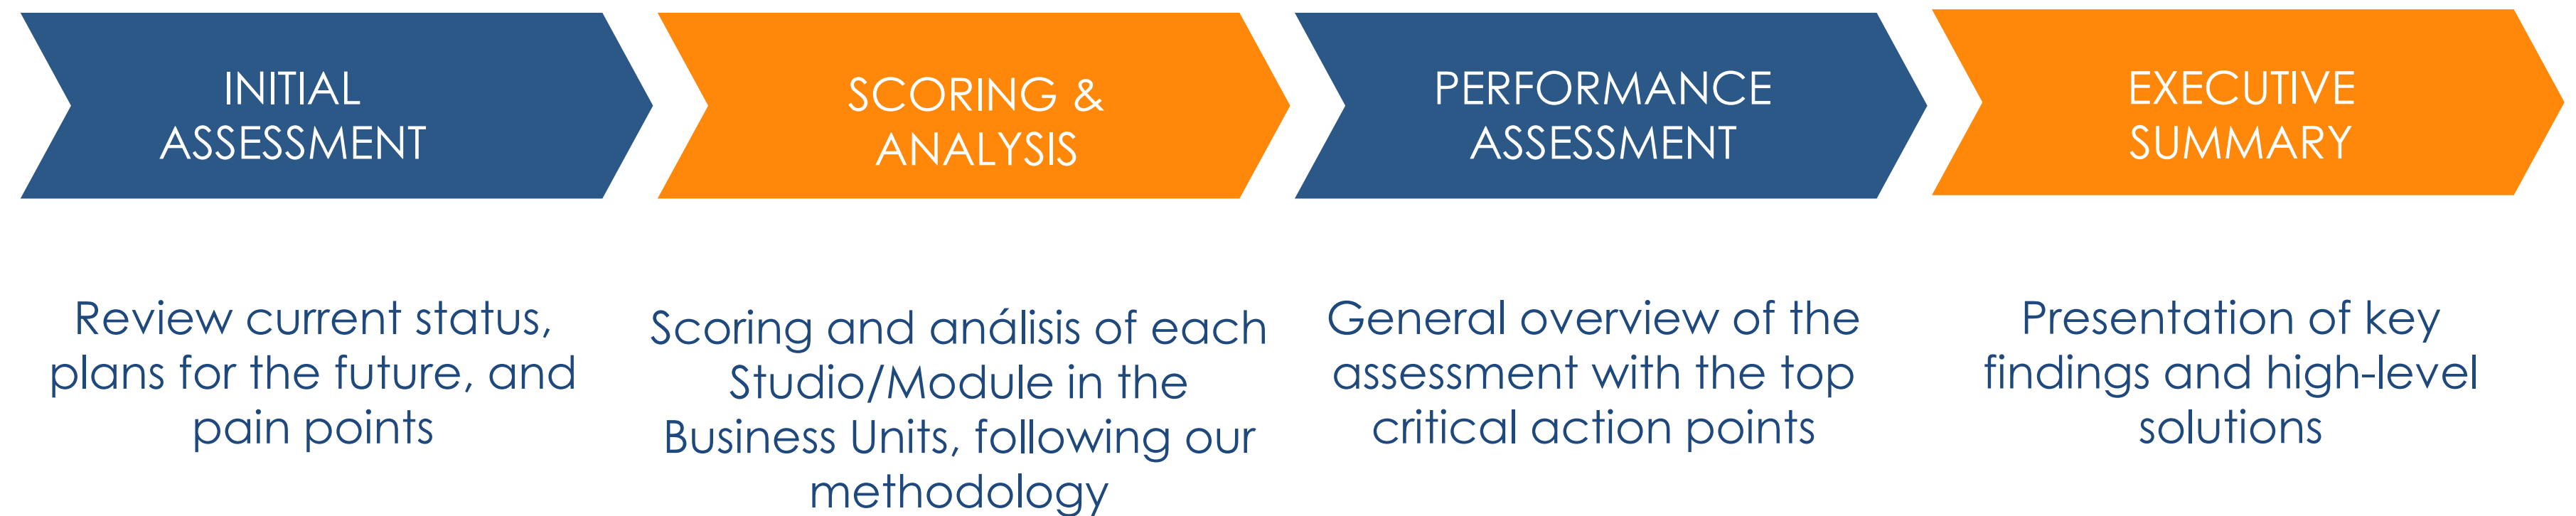 INITIAL
ASSESSMENT
SCORING &
ANALYSIS
PERFORMANCE
ASSESSMENT
EXECUTIVE
SUMMARY
Review current status,
plans for the future, and
pain points
Scoring and análisis of each
Studio/Module in the
Business Units, following our
methodology
General overview of the
assessment with the top
critical action points
Presentation of key
findings and high-level
solutions